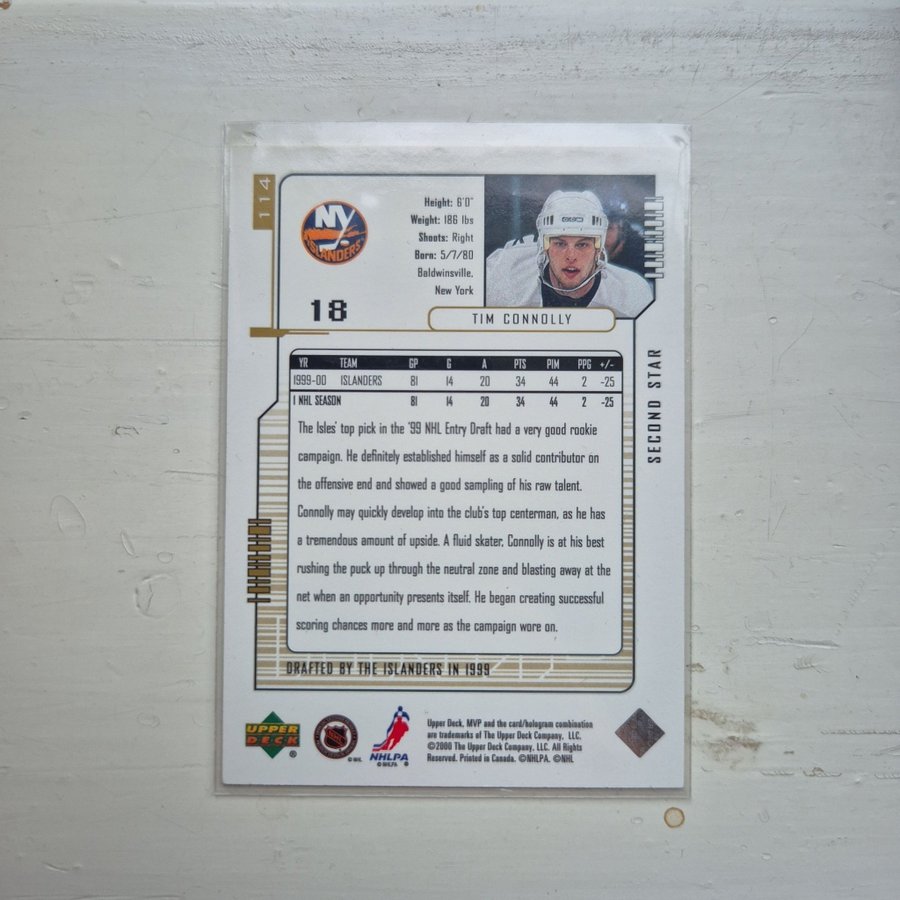 114
NY
ISLANDERS
Height: 6'0"
Weight: 186 lbs
Shoots: Right
Born: 5/7/80
Baldwinsville,
New York
18
TIM CONNOLLY
YR TEAM GP G A PTS PIM PPG +/-
1999-00 ISLANDERS 81 14 20 34 44 2 -25
1 NHL SEASON 81 14 20 34 44 2 -25
The Isles' top pick in the '99 NHL Entry Draft had a very good rookie
campaign. He definitely established himself as a solid contributor on
the offensive end and showed a good sampling of his raw talent.
Connolly may quickly develop into the club's top centerman, as he has
a tremendous amount of upside. A fluid skater, Connolly is at his best
rushing the puck up through the neutral zone and blasting away at the
net when an opportunity presents itself. He began creating successful
scoring chances more and more as the campaign wore on.
SECOND STAR
DRAFTED BY THE ISLANDERS IN 1999
UPPER
DECK
®
NHL
© NHL
NHLPA
© NHLPA
Upper Deck, MVP and the card/hologram combination
are trademarks of The Upper Deck Company, LLC.
©2000 The Upper Deck Company, LLC. All Rights
Reserved. Printed in Canada. ©NHLPA. ©NHL